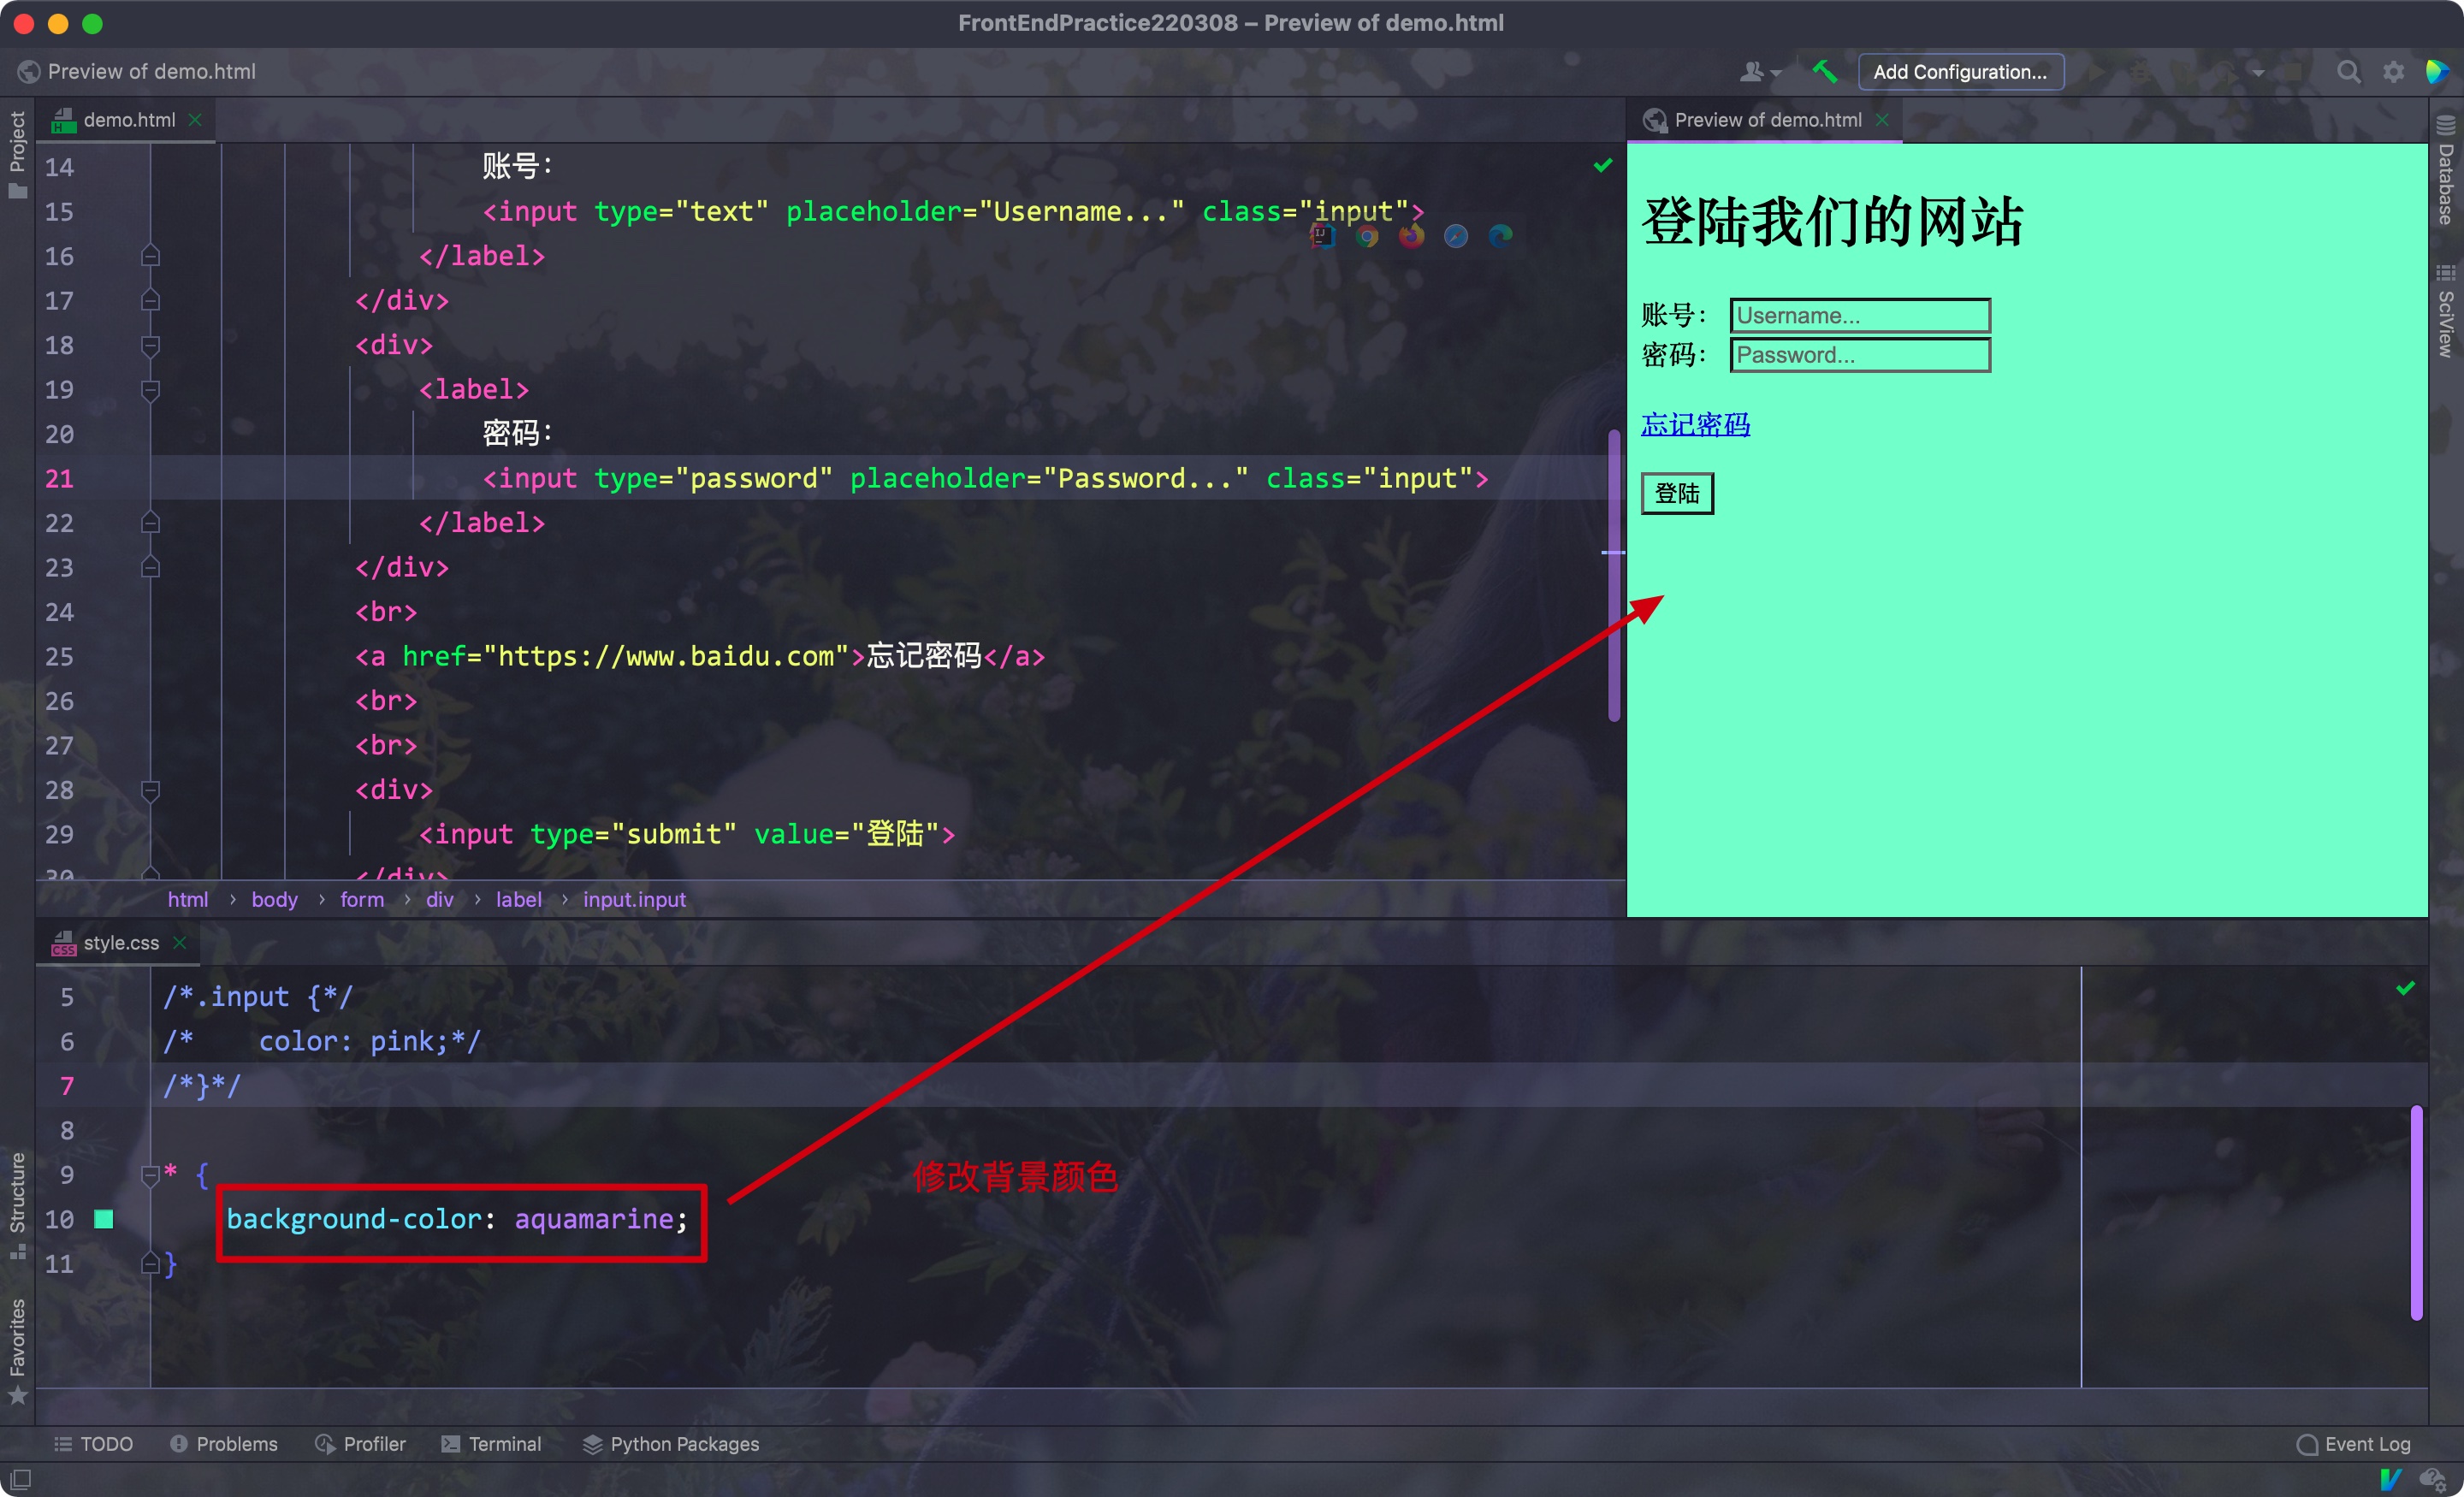 FrontEndPractice220308 – Preview of demo.html
Preview of demo.html
Add Configuration...
Project
demo.html
14 账号：
15 <input type="text" placeholder="Username..." class="input">
16 </label>
17 </div>
18 <div>
19 <label>
20 密码：
21 <input type="password" placeholder="Password..." class="input">
22 </label>
23 </div>
24 <br>
25 <a href="https://www.baidu.com">忘记密码</a>
26 <br>
27 <br>
28 <div>
29 <input type="submit" value="登陆">
30 </div>
html › body › form › div › label › input.input
Preview of demo.html
登陆我们的网站
账号： Username...
密码： Password...
忘记密码
登陆
Database
SciView
style.css
5 /*.input {*/
6 /*    color: pink;*/
7 /*}*/
8
9 * {
10 background-color: aquamarine;
11 }
修改背景颜色
Structure
Favorites
TODO
Problems
Profiler
Terminal
Python Packages
Event Log